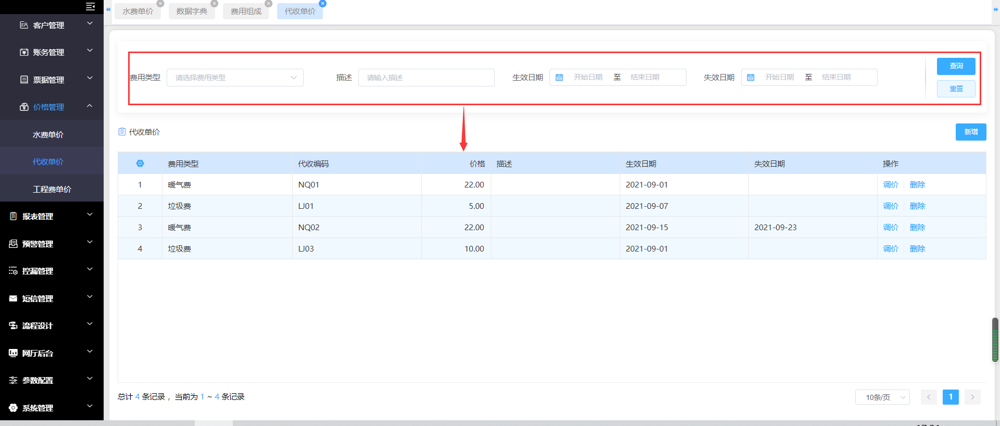 水费单价
数据字典
费用组成
代收单价
客户管理
账务管理
票据管理
价格管理
水费单价
代收单价
工程费单价
报表管理
预警管理
控漏管理
短信管理
流程设计
网厅后台
参数配置
系统管理
费用类型 请选择费用类型 描述 请输入描述 生效日期 开始日期 至 结束日期 失效日期 开始日期 至 结束日期
查询
重置
代收单价
新增
费用类型 代收编码 价格 描述 生效日期 失效日期 操作
1 暖气费 NQ01 22.00 2021-09-01 调价 删除
2 垃圾费 LJ01 5.00 2021-09-07 调价 删除
3 暖气费 NQ02 22.00 2021-09-15 2021-09-23 调价 删除
4 垃圾费 LJ03 10.00 2021-09-01 调价 删除
总计 4 条记录， 当前为 1 ~ 4 条记录
10条/页
1